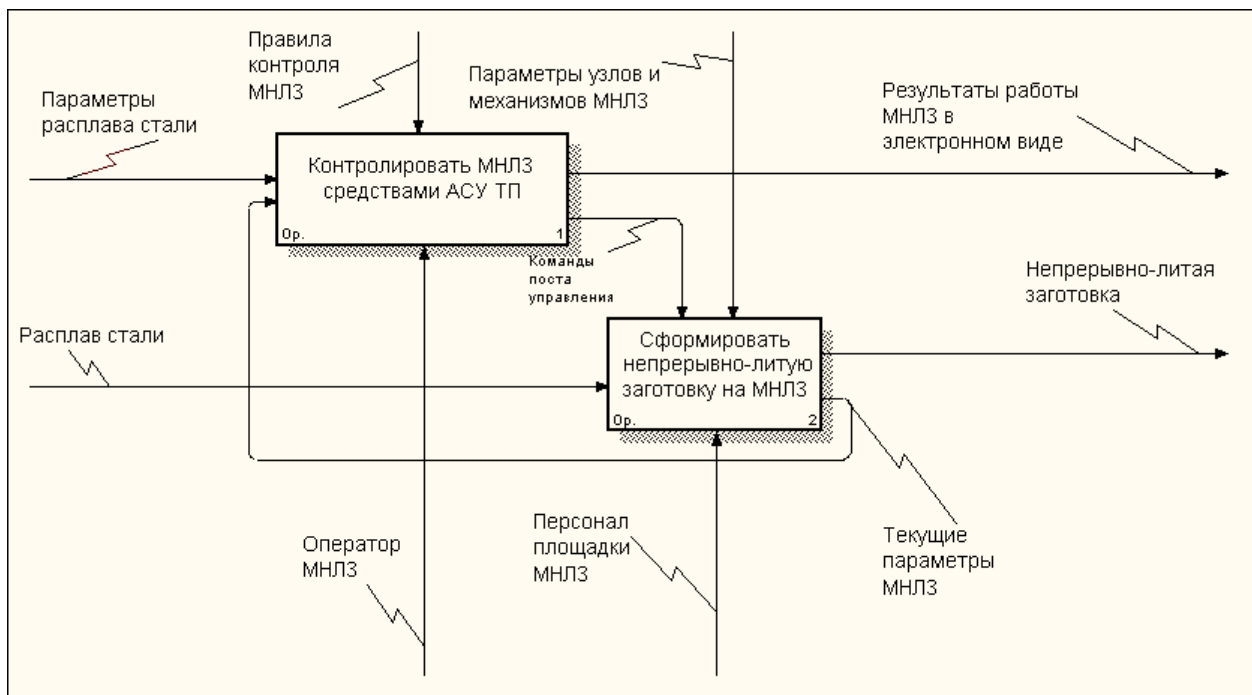 Правила
контроля
МНЛЗ
Параметры узлов и
механизмов МНЛЗ
Результаты работы
МНЛЗ в
электронном виде
Параметры
расплава стали
Контролировать МНЛЗ
средствами АСУ ТП
0р.
1
Команды
поста
управления
Непрерывно-литая
заготовка
Расплав стали
Сформировать
непрерывно-литую
заготовку на МНЛЗ
0р.
2
Оператор
МНЛЗ
Персонал
площадки
МНЛЗ
Текущие
параметры
МНЛЗ